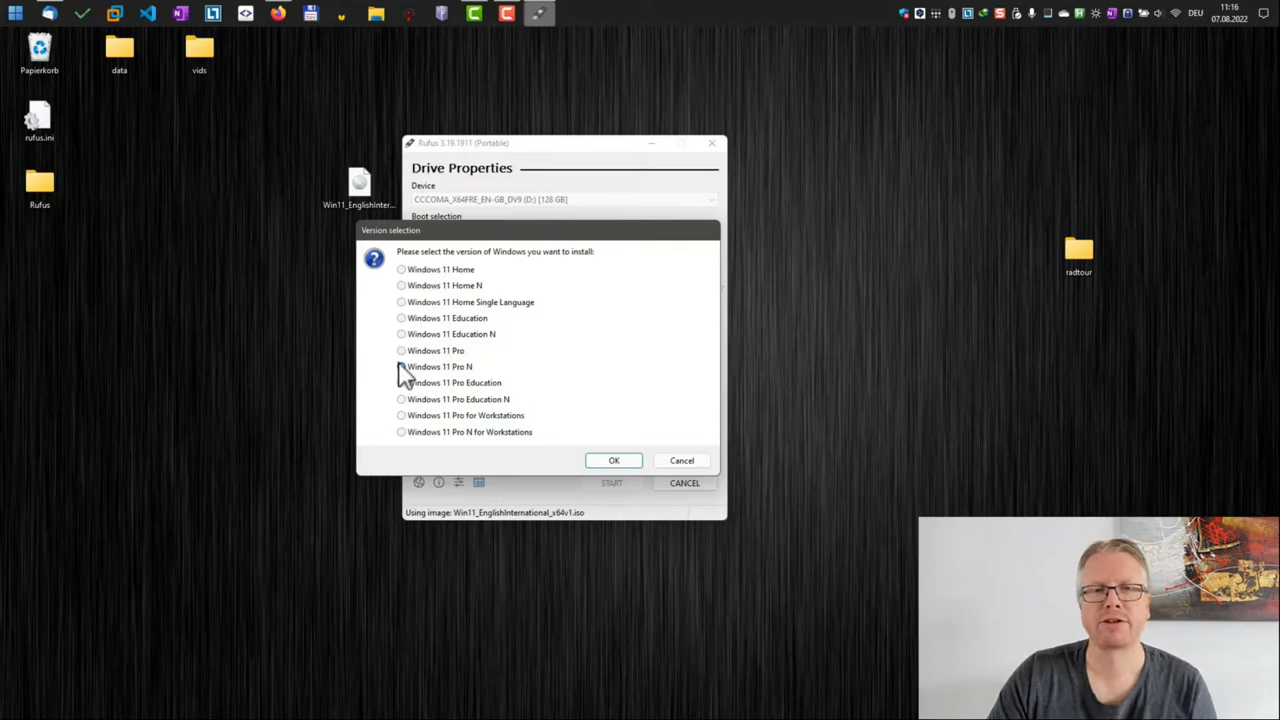 DEU
11:16
07.08.2022
Papierkorb
data
vids
rufus.ini
Rufus
Win11_EnglishInter...
radtour
Rufus 3.19.1911 (Portable)
Drive Properties
Device
CCCOMA_X64FRE_EN-GB_DV9 (D:) [128 GB]
Boot selection
Version selection
Please select the version of Windows you want to install:
Windows 11 Home
Windows 11 Home N
Windows 11 Home Single Language
Windows 11 Education
Windows 11 Education N
Windows 11 Pro
Windows 11 Pro N
Windows 11 Pro Education
Windows 11 Pro Education N
Windows 11 Pro for Workstations
Windows 11 Pro N for Workstations
OK
Cancel
START
CANCEL
Using image: Win11_EnglishInternational_x64v1.iso